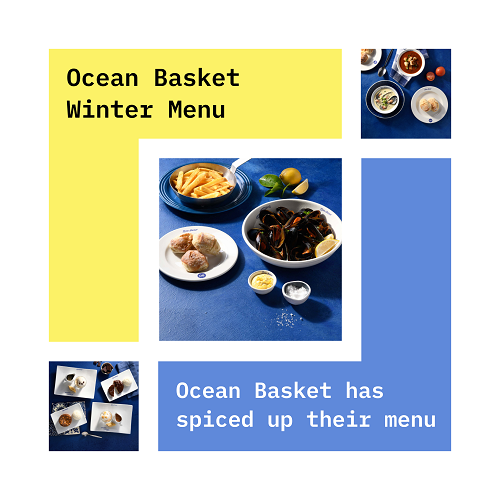 Ocean Basket
Winter Menu
Ocean Basket has
spiced up their menu